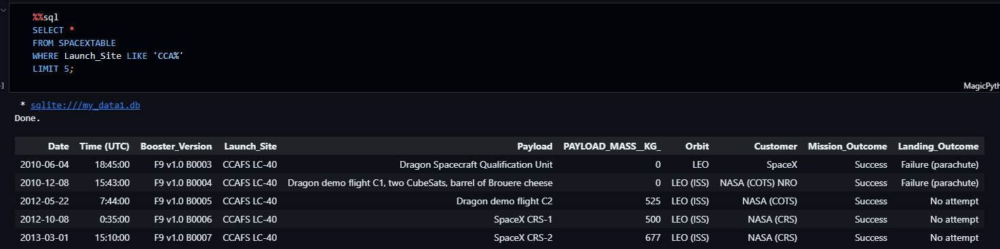 %%sql
SELECT *
FROM SPACEXTABLE
WHERE Launch_Site LIKE 'CCA%'
LIMIT 5;
]
MagicPyth
* sqlite:///my_data1.db
Done.
Date Time (UTC) Booster_Version Launch_Site Payload PAYLOAD_MASS__KG_ Orbit Customer Mission_Outcome Landing_Outcome
2010-06-04 18:45:00 F9 v1.0 B0003 CCAFS LC-40 Dragon Spacecraft Qualification Unit 0 LEO SpaceX Success Failure (parachute)
2010-12-08 15:43:00 F9 v1.0 B0004 CCAFS LC-40 Dragon demo flight C1, two CubeSats, barrel of Brouere cheese 0 LEO (ISS) NASA (COTS) NRO Success Failure (parachute)
2012-05-22 7:44:00 F9 v1.0 B0005 CCAFS LC-40 Dragon demo flight C2 525 LEO (ISS) NASA (COTS) Success No attempt
2012-10-08 0:35:00 F9 v1.0 B0006 CCAFS LC-40 SpaceX CRS-1 500 LEO (ISS) NASA (CRS) Success No attempt
2013-03-01 15:10:00 F9 v1.0 B0007 CCAFS LC-40 SpaceX CRS-2 677 LEO (ISS) NASA (CRS) Success No attempt